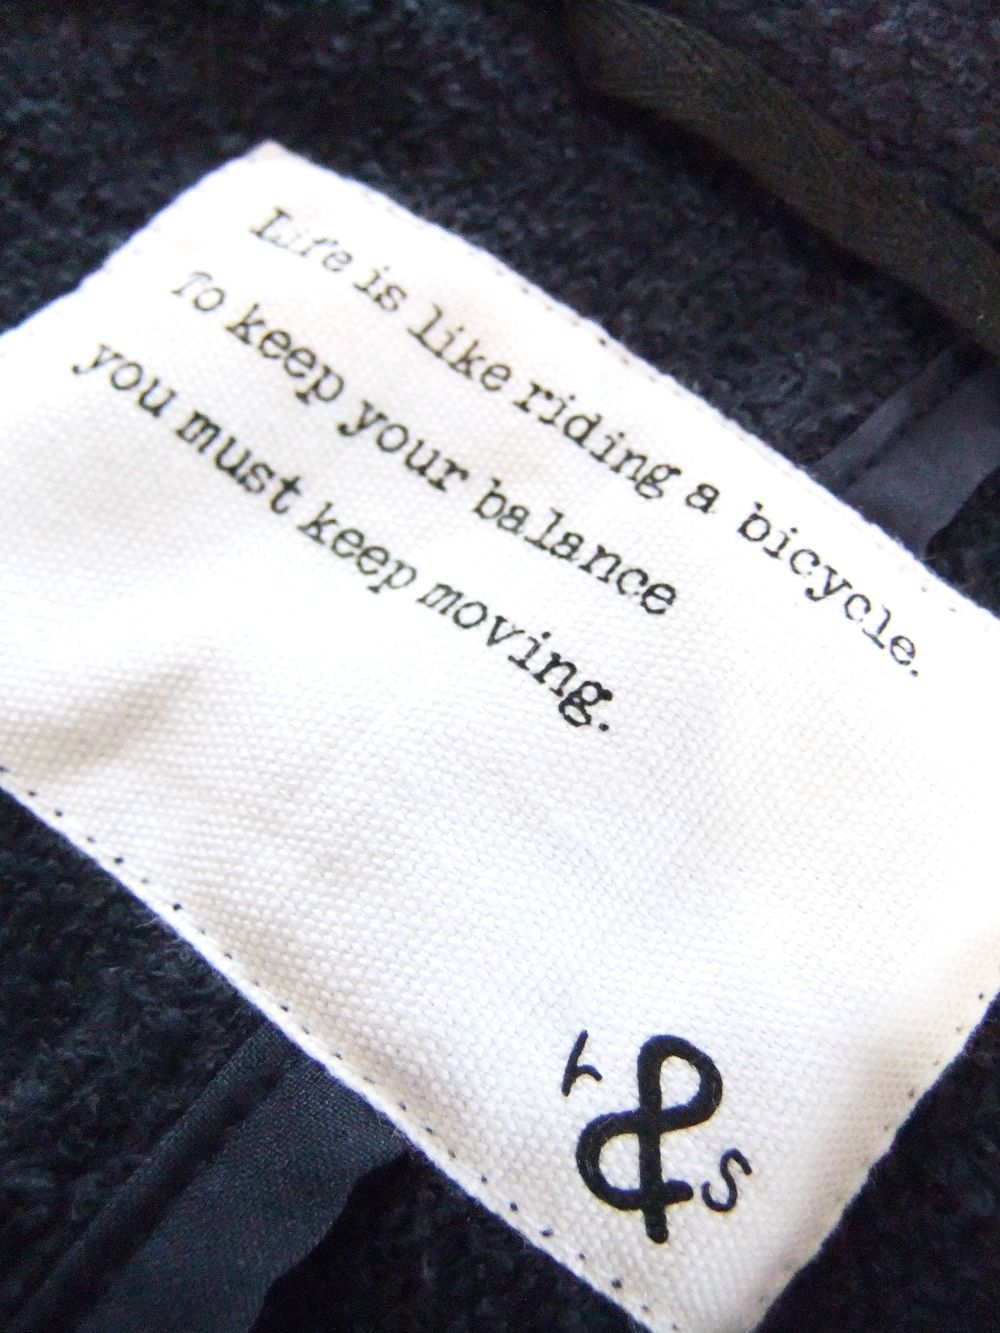 Life is like riding a bicycle.
To keep your balance
you must keep moving.
r & s